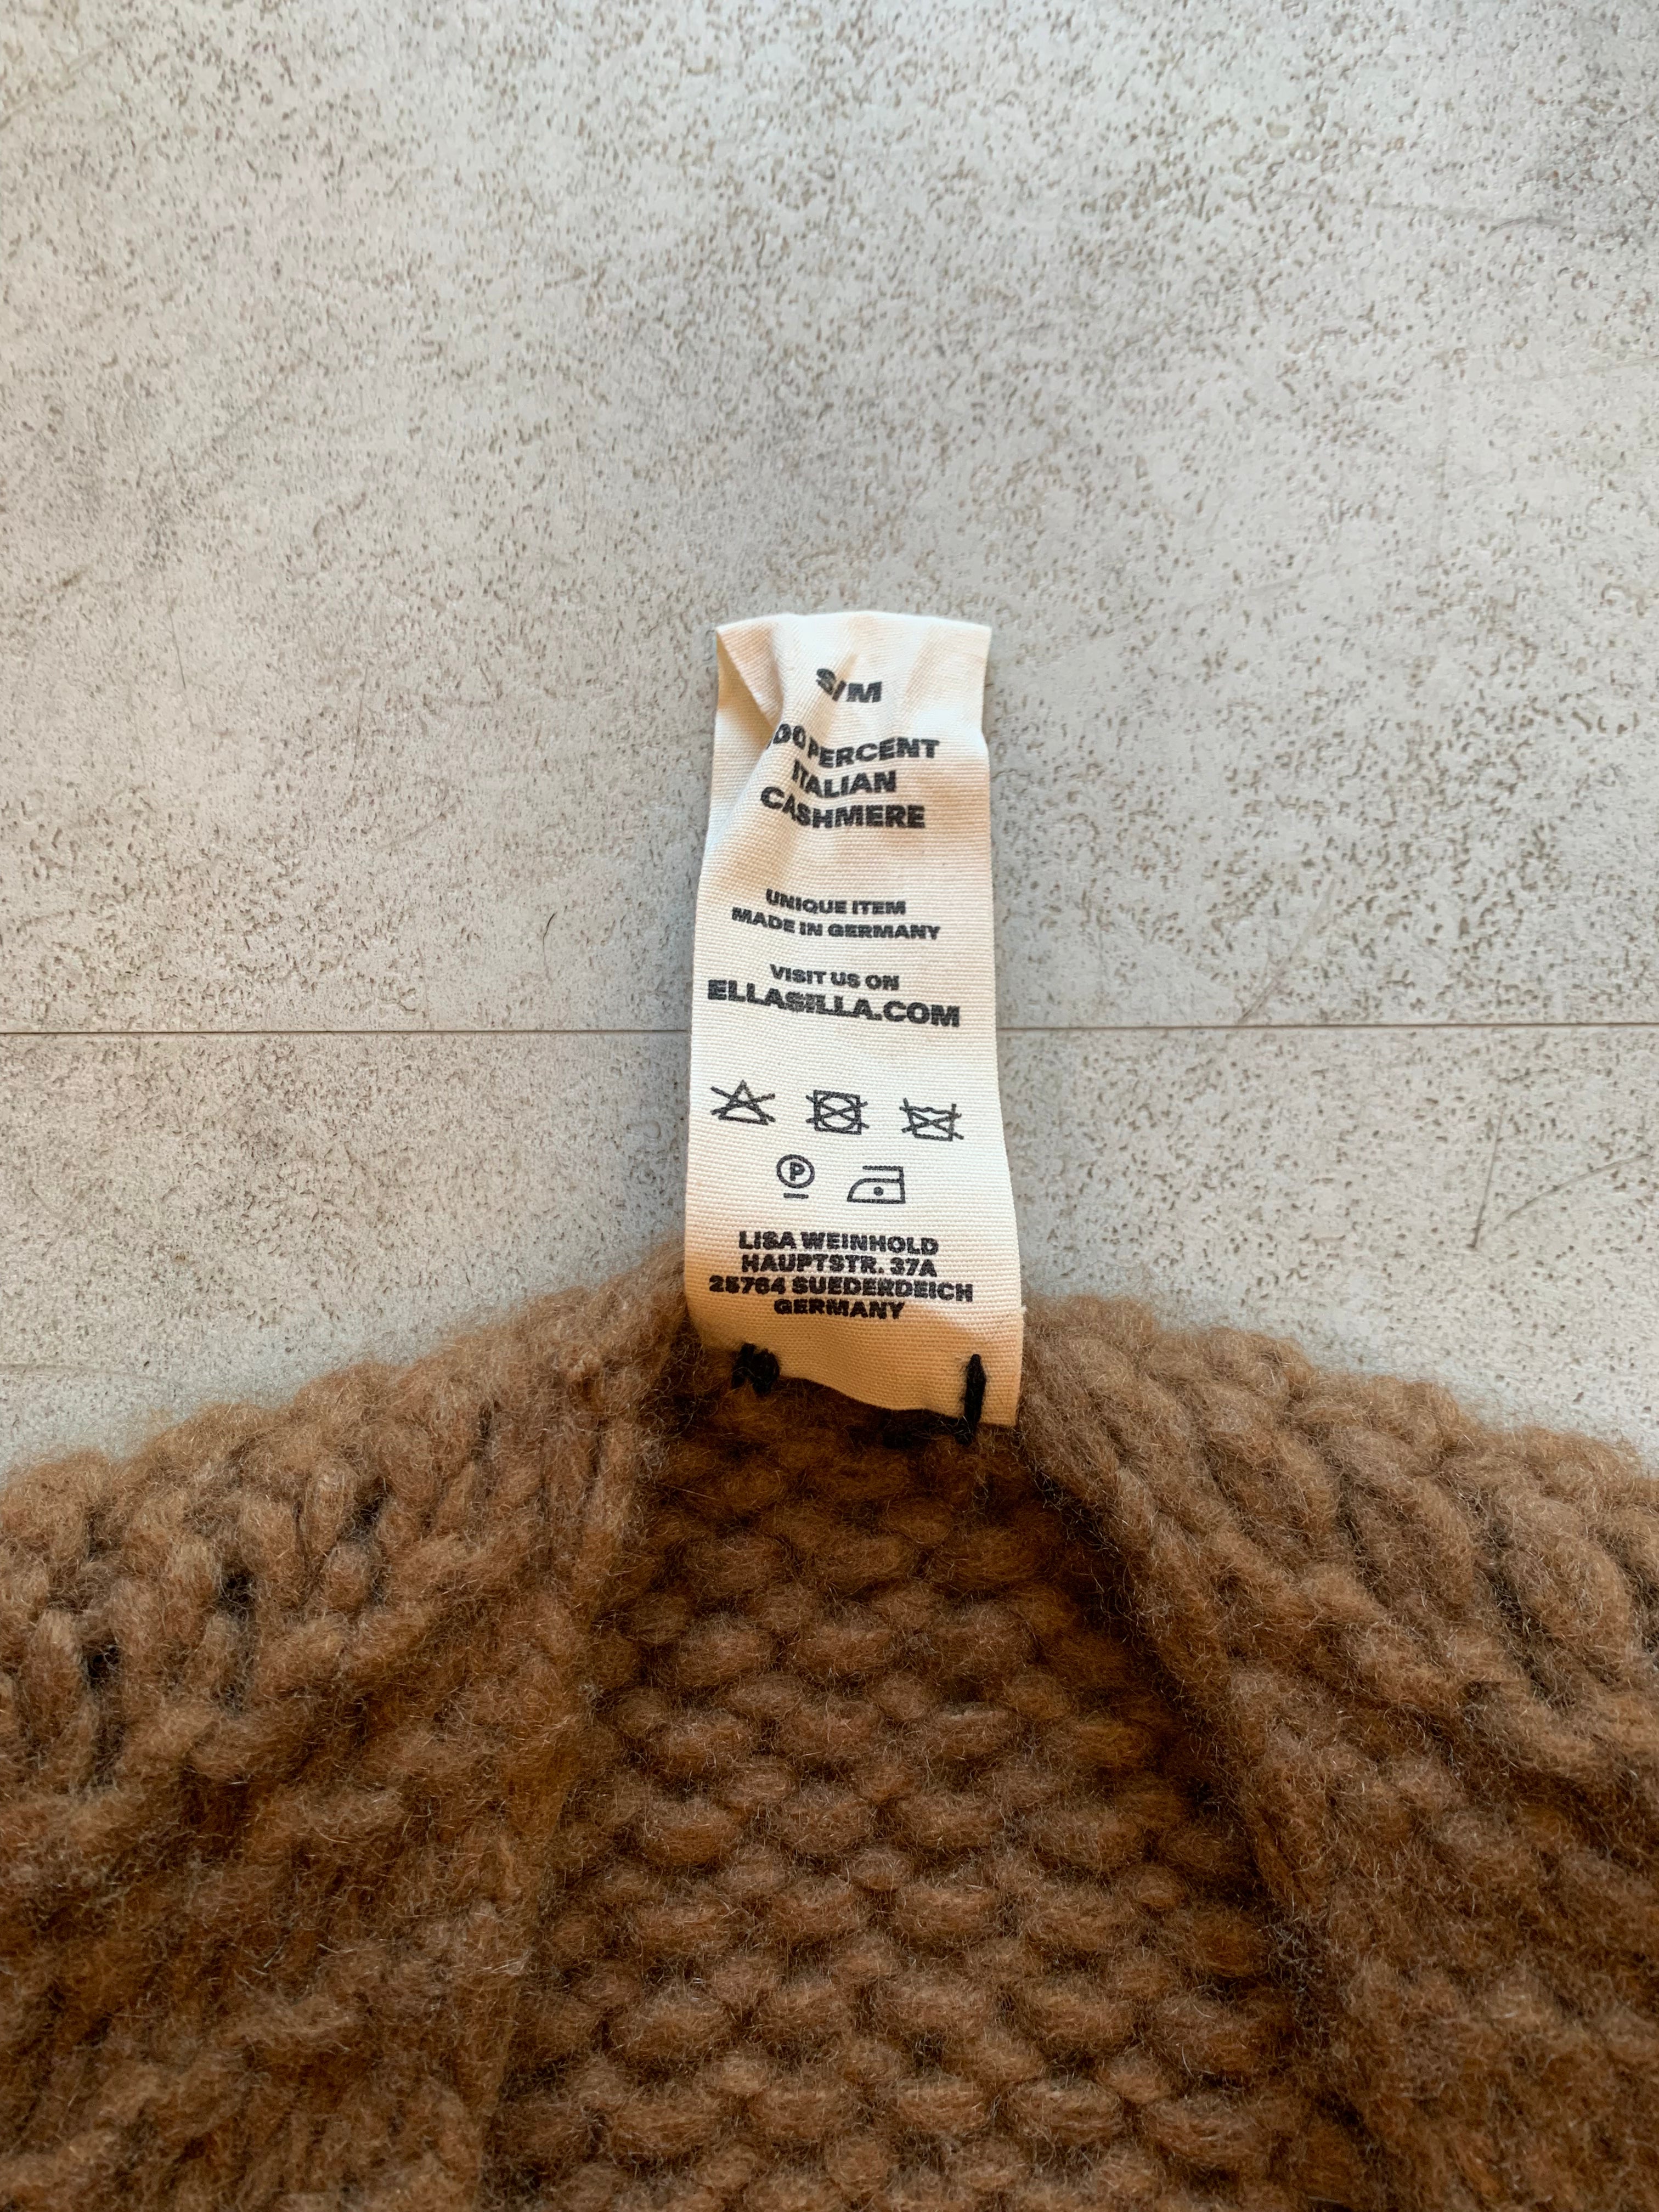 S/M
00 PERCENT
ITALIAN
CASHMERE
UNIQUE ITEM
MADE IN GERMANY
VISIT US ON
ELLASILLA.COM
P
LISA WEINHOLD
HAUPTSTR. 37A
25764 SUEDERDEICH
GERMANY